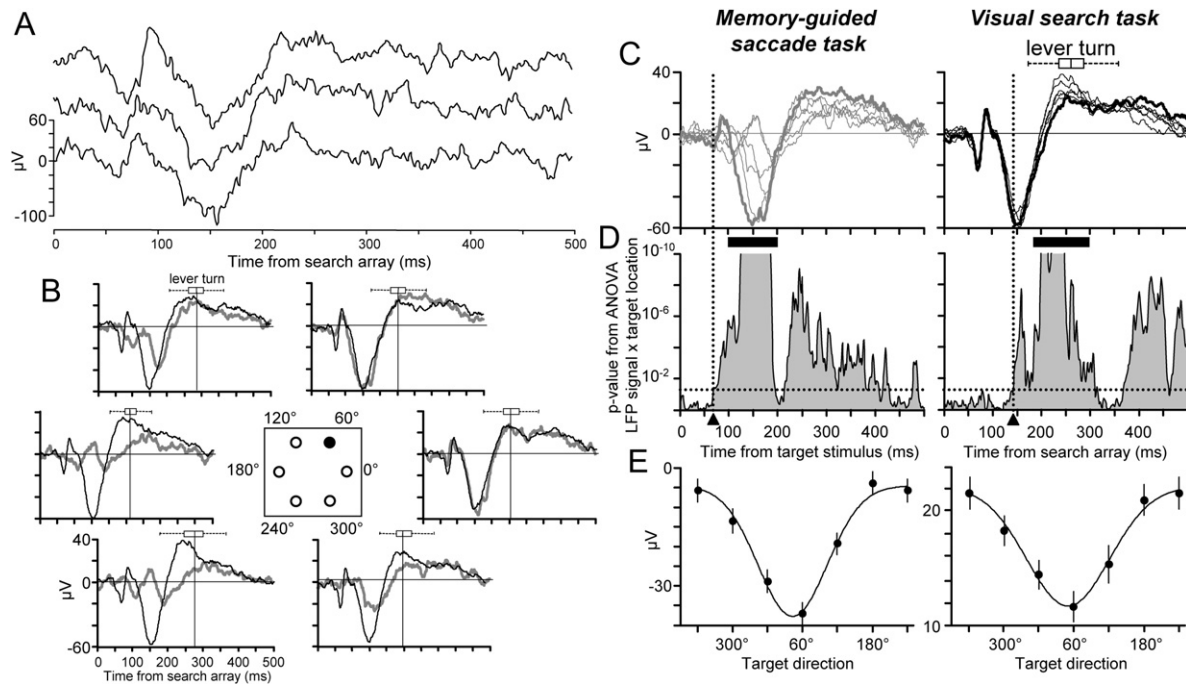 A
60
µV
0
-100
0 100 200 300 400 500
Time from search array (ms)
B
lever turn
120° 60°
180° 0°
240° 300°
40
µV
0
-60
0 100 200 300 400 500
Time from search array (ms)
Memory-guided
saccade task
Visual search task
lever turn
C
40
µV
-60
D
p-value from ANOVA
LFP signal x target location
10-10
10-6
10-2
0 100 200 300 400
Time from target stimulus (ms)
0 100 200 300 400
Time from search array (ms)
E
0
µV
-30
300° 60° 180°
Target direction
20
10
300° 60° 180°
Target direction